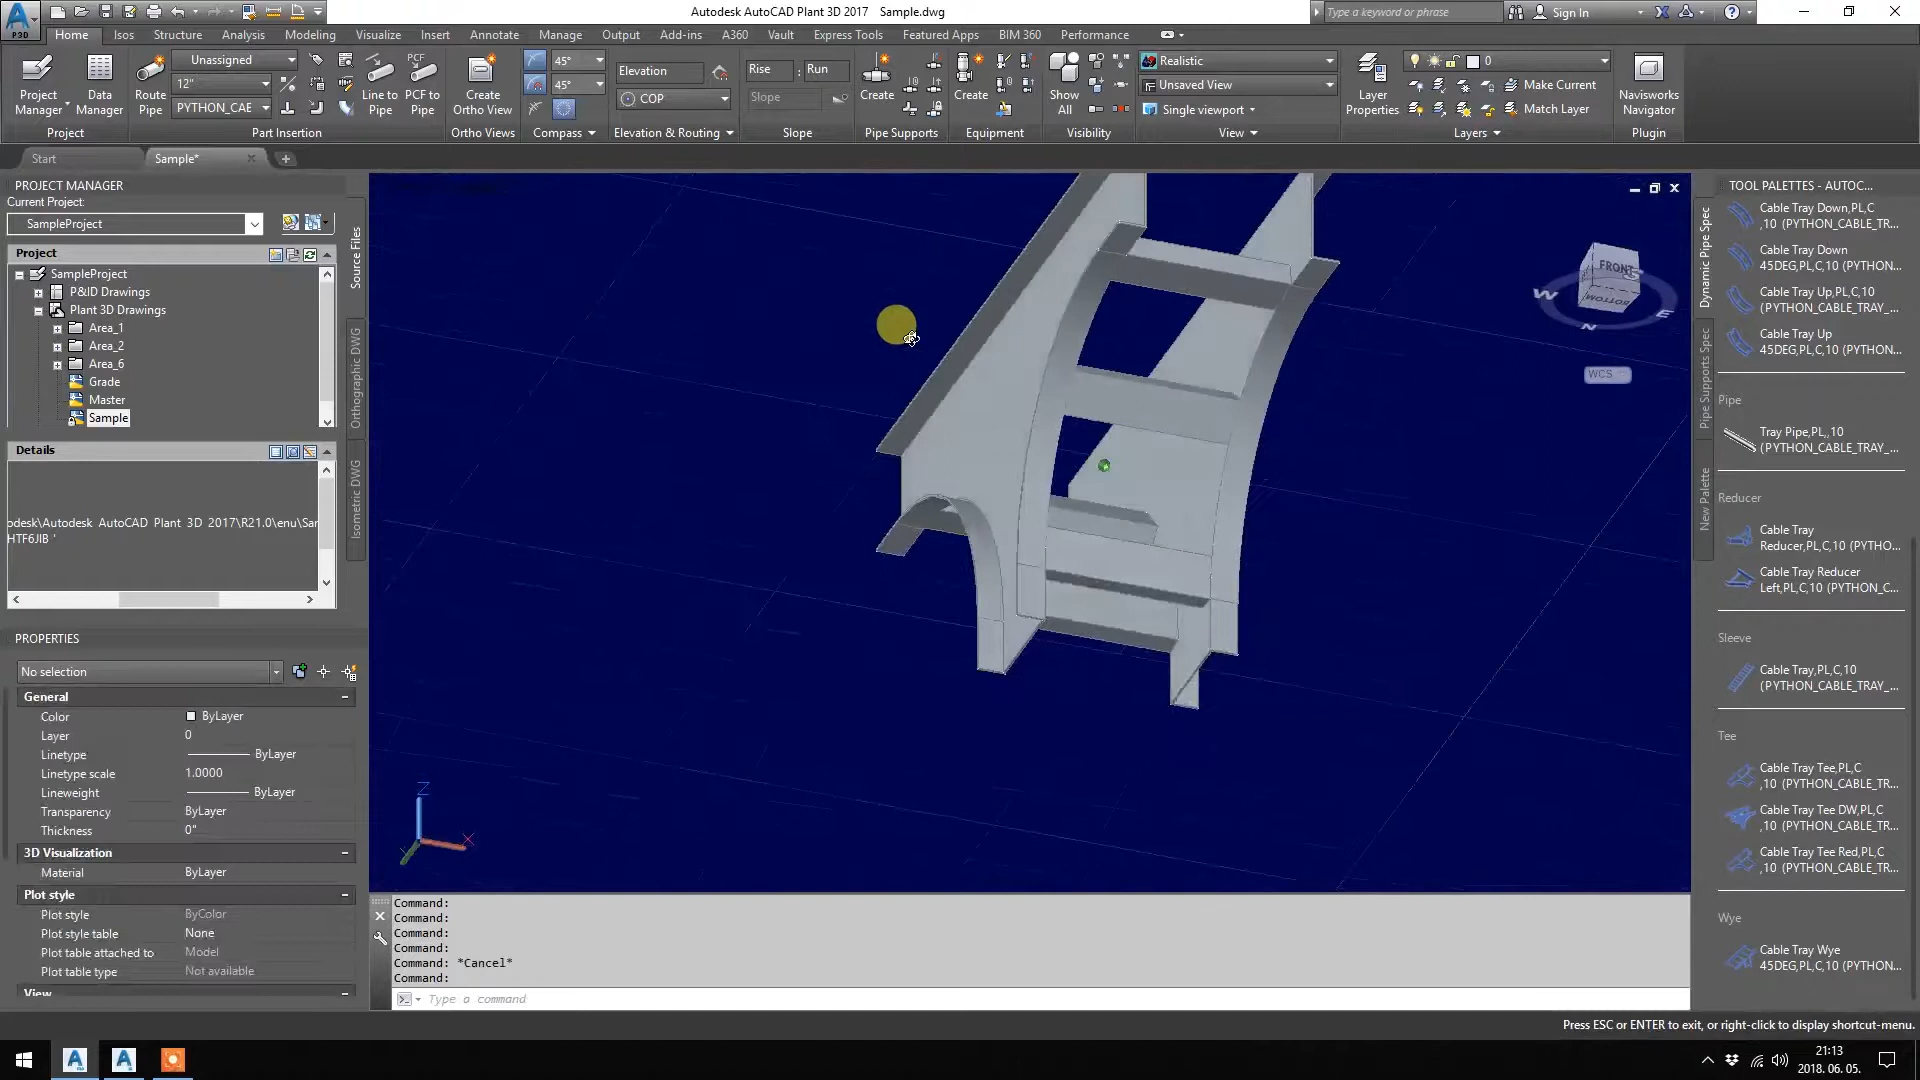 Autodesk AutoCAD Plant 3D 2017 Sample.dwg
Type a keyword or phrase
Sign In
P3D
Home Isos Structure Analysis Modeling Visualize Insert Annotate Manage Output Add-ins A360 Vault Express Tools Featured Apps BIM 360 Performance
Project Manager
Data Manager
Project
Route Pipe
Unassigned
12"
PYTHON_CAE
Line to Pipe
PCF
PCF to Pipe
Part Insertion
Create Ortho View
Ortho Views
45°
45°
Compass
Elevation
COP
Elevation & Routing
Rise
Run
Slope
Slope
Create
Pipe Supports
Create
Equipment
Show All
Visibility
Realistic
Unsaved View
Single viewport
View
Layer Properties
0
Make Current
Match Layer
Layers
Navisworks Navigator
Plugin
Start
Sample*
PROJECT MANAGER
Current Project:
SampleProject
Project
SampleProject
P&ID Drawings
Plant 3D Drawings
Area_1
Area_2
Area_6
Grade
Master
Sample
Source Files
Orthographic DWG
Isometric DWG
Details
odesk\Autodesk AutoCAD Plant 3D 2017\R21.0\enu\Sar
HTF6JIB '
PROPERTIES
No selection
General
Color ByLayer
Layer 0
Linetype ByLayer
Linetype scale 1.0000
Lineweight ByLayer
Transparency ByLayer
Thickness 0"
3D Visualization
Material ByLayer
Plot style
Plot style ByColor
Plot style table None
Plot table attached to Model
Plot table type Not available
View
FRONT
BOTTOM
W
N
E
WCS
Z
X
Y
Command:
Command:
Command:
Command:
Command: *Cancel*
Command:
Type a command
TOOL PALETTES - AUTOC...
Dynamic Pipe Spec
Pipe Supports Spec
New Palette
Cable Tray Down,PL,C
,10 (PYTHON_CABLE_TR...
Cable Tray Down
45DEG,PL,C,10 (PYTHON...
Cable Tray Up,PL,C,10
(PYTHON_CABLE_TRAY_...
Cable Tray Up
45DEG,PL,C,10 (PYTHON...
Pipe
Tray Pipe,PL,,10
(PYTHON_CABLE_TRAY_...
Reducer
Cable Tray
Reducer,PL,C,10 (PYTHO...
Cable Tray Reducer
Left,PL,C,10 (PYTHON_C...
Sleeve
Cable Tray,PL,C,10
(PYTHON_CABLE_TRAY_...
Tee
Cable Tray Tee,PL,C
,10 (PYTHON_CABLE_TR...
Cable Tray Tee DW,PL,C
,10 (PYTHON_CABLE_TR...
Cable Tray Tee Red,PL,C
,10 (PYTHON_CABLE_TR...
Wye
Cable Tray Wye
45DEG,PL,C,10 (PYTHON...
Press ESC or ENTER to exit, or right-click to display shortcut-menu.
21:13
2018. 06. 05.